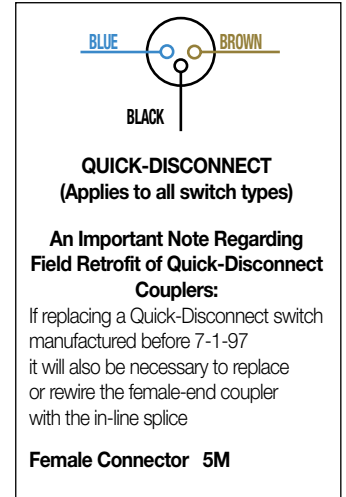 BLUE BROWN
BLACK
QUICK-DISCONNECT
(Applies to all switch types)
An Important Note Regarding
Field Retrofit of Quick-Disconnect
Couplers:
If replacing a Quick-Disconnect switch
manufactured before 7-1-97
it will also be necessary to replace
or rewire the female-end coupler
with the in-line splice
Female Connector 5M